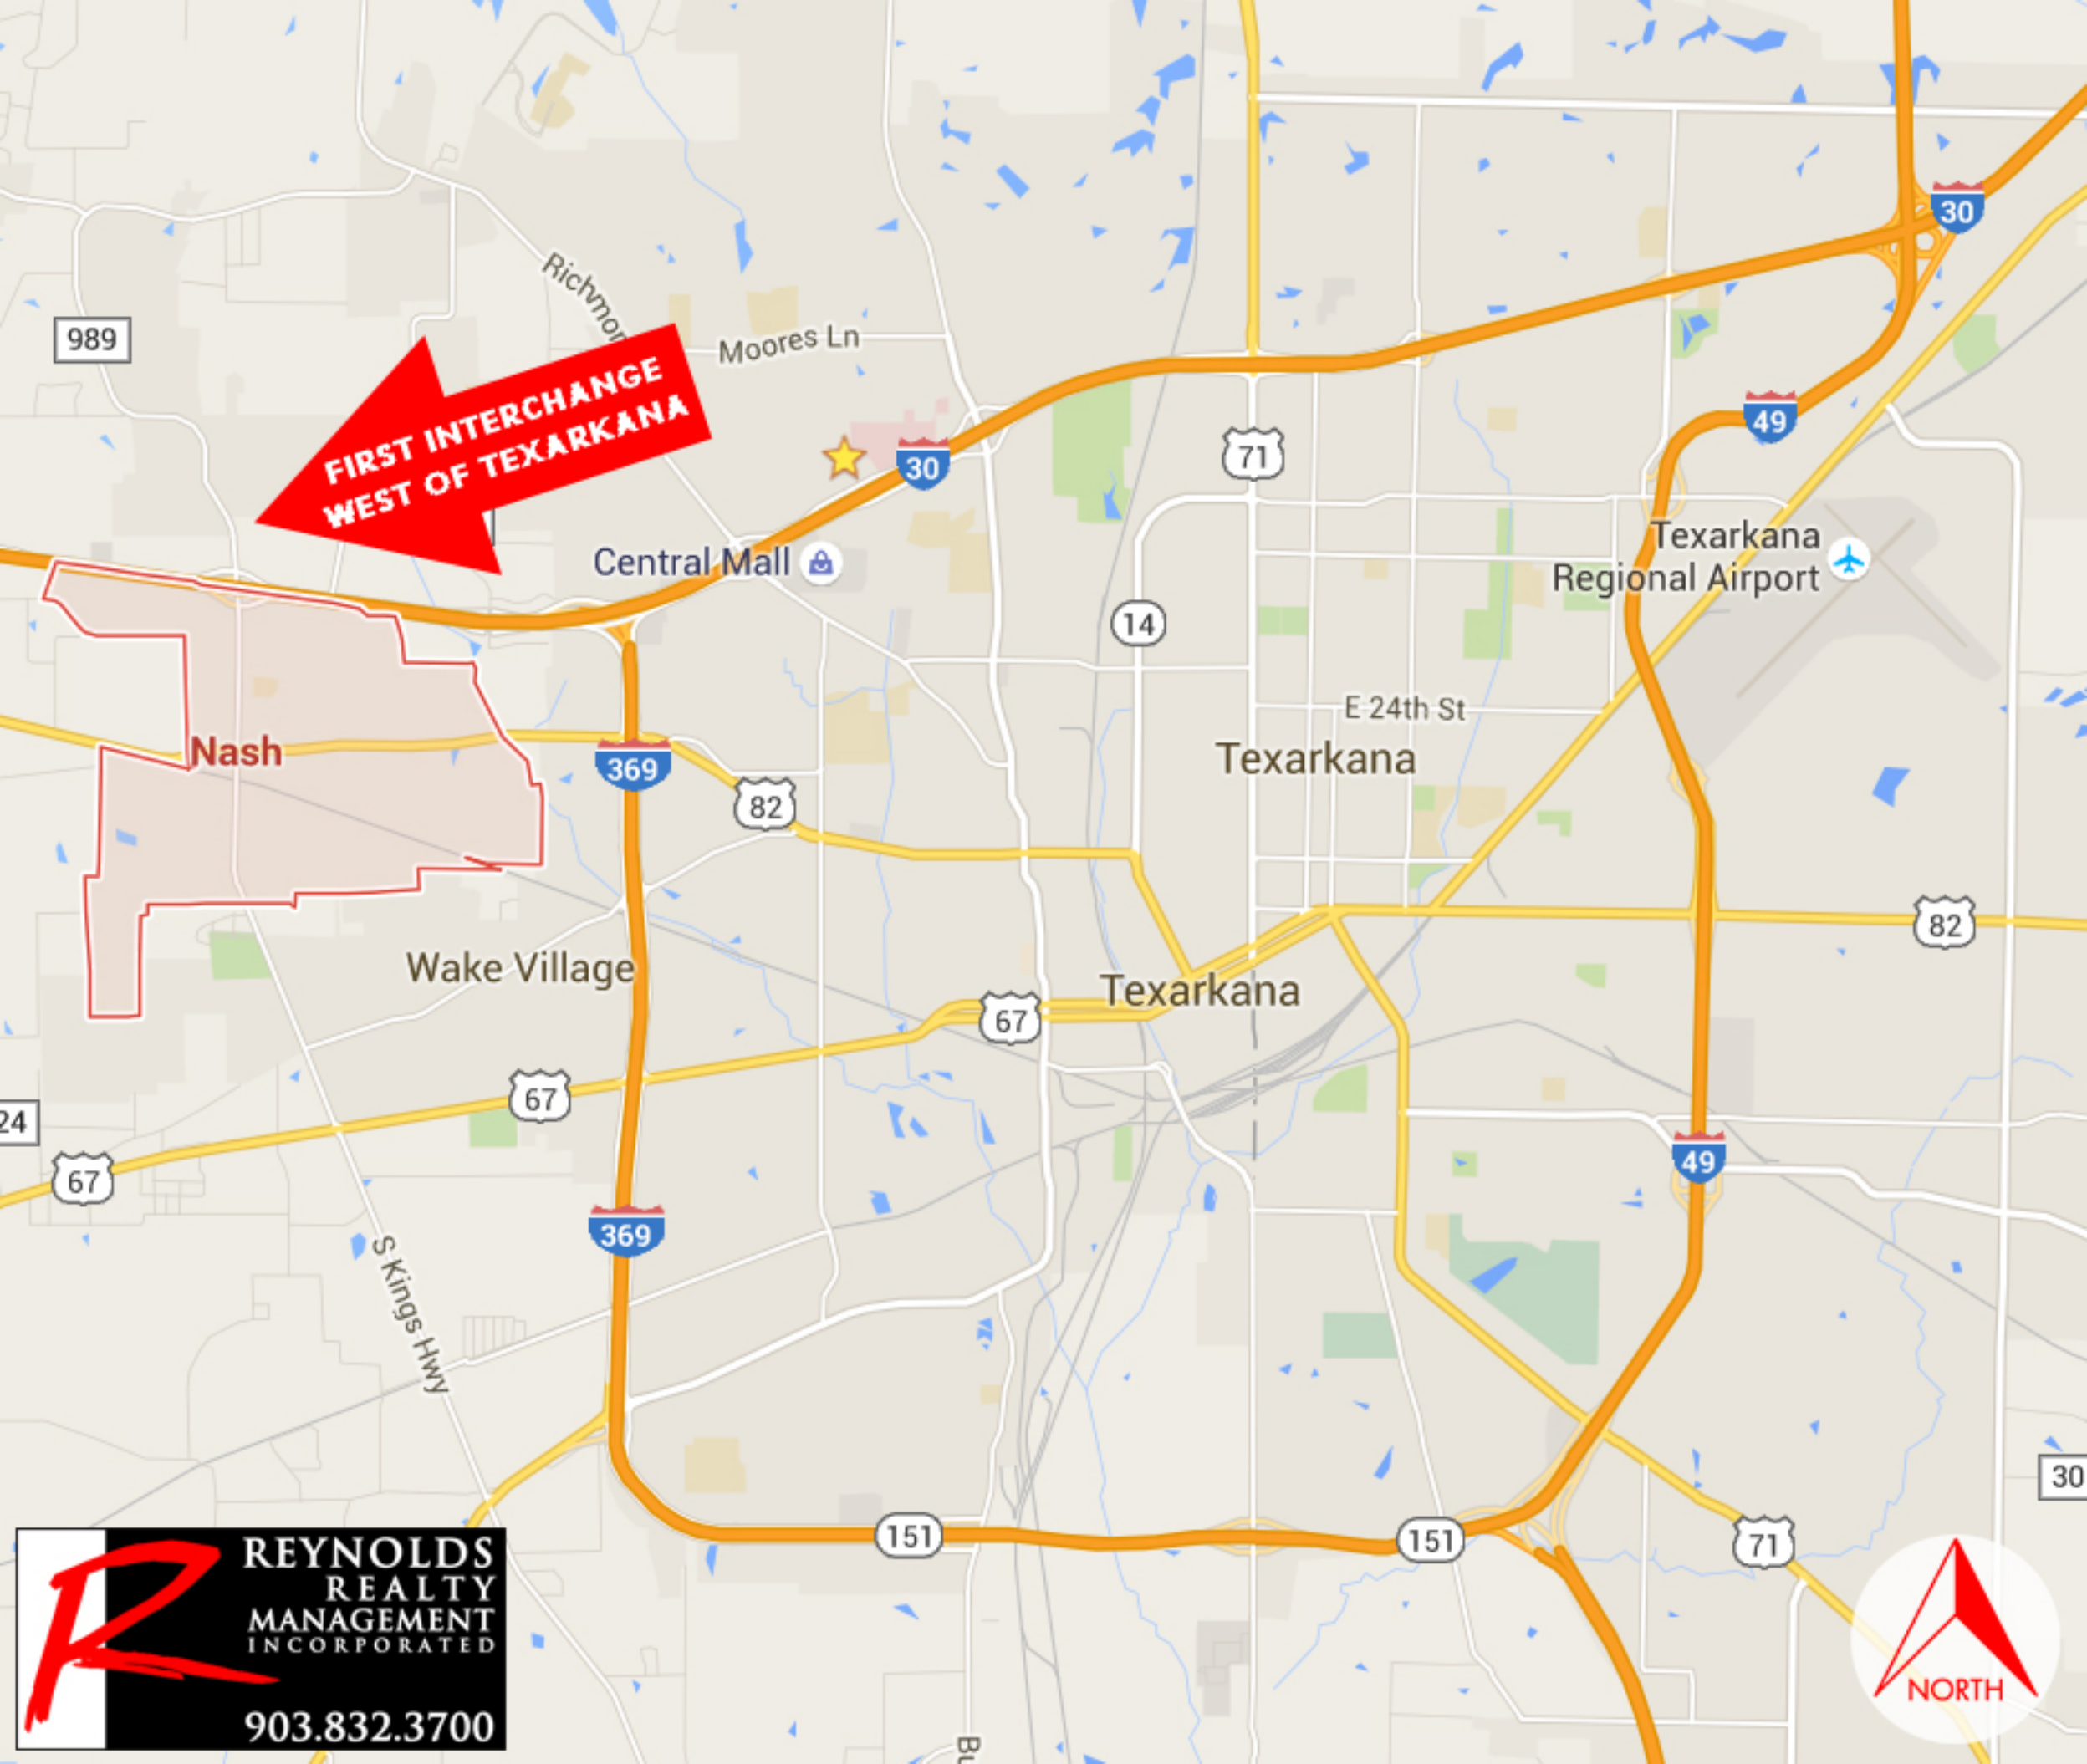 30
Richmon
989
Moores Ln
FIRST INTERCHANGE
WEST OF TEXARKANA
49
71
30
Texarkana
Regional Airport
Central Mall
14
E 24th St
Nash
Texarkana
369
82
82
Wake Village
Texarkana
67
67
24
49
67
369
S Kings Hwy
30
151
151
71
REYNOLDS
REALTY
MANAGEMENT
INCORPORATED
903.832.3700
NORTH
Bu